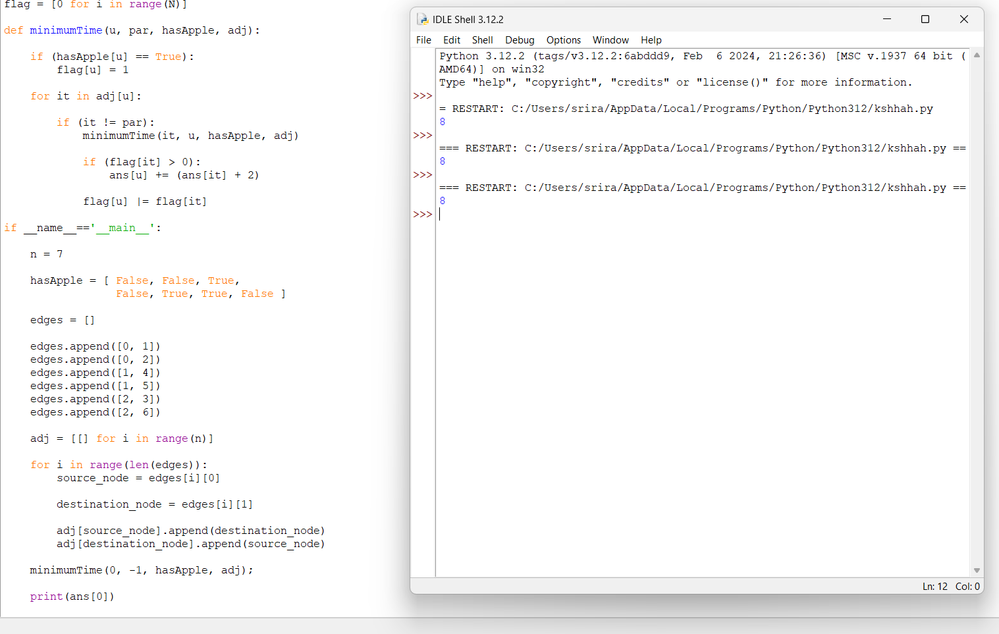 flag = [0 for i in range(N)]
def minimumTime(u, par, hasApple, adj):
if (hasApple[u] == True):
flag[u] = 1
for it in adj[u]:
if (it != par):
minimumTime(it, u, hasApple, adj)
if (flag[it] > 0):
ans[u] += (ans[it] + 2)
flag[u] |= flag[it]
if __name__=='__main__':
n = 7
hasApple = [ False, False, True,
False, True, True, False ]
edges = []
edges.append([0, 1])
edges.append([0, 2])
edges.append([1, 4])
edges.append([1, 5])
edges.append([2, 3])
edges.append([2, 6])
adj = [[] for i in range(n)]
for i in range(len(edges)):
source_node = edges[i][0]
destination_node = edges[i][1]
adj[source_node].append(destination_node)
adj[destination_node].append(source_node)
minimumTime(0, -1, hasApple, adj);
print(ans[0])
IDLE Shell 3.12.2
File Edit Shell Debug Options Window Help
Python 3.12.2 (tags/v3.12.2:6abddd9, Feb  6 2024, 21:26:36) [MSC v.1937 64 bit (
AMD64)] on win32
Type "help", "copyright", "credits" or "license()" for more information.
>>>
= RESTART: C:/Users/srira/AppData/Local/Programs/Python/Python312/kshhah.py
8
>>>
=== RESTART: C:/Users/srira/AppData/Local/Programs/Python/Python312/kshhah.py ==
8
>>>
=== RESTART: C:/Users/srira/AppData/Local/Programs/Python/Python312/kshhah.py ==
8
>>>
Ln: 12 Col: 0